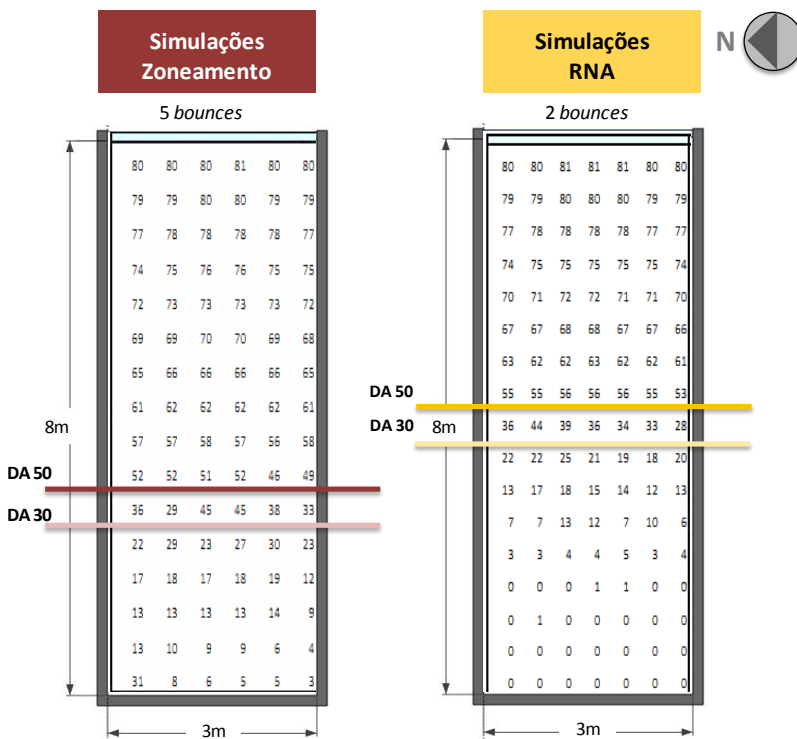 Simulações
Zoneamento
5 bounces
80 80 80 81 80 80
79 79 80 80 79 79
77 78 78 78 78 77
74 75 76 76 75 75
72 73 73 73 73 72
69 69 70 70 69 68
65 66 66 66 66 65
61 62 62 62 62 61
8m
57 57 58 57 56 58
DA 50
52 52 51 52 46 49
DA 30
36 29 45 45 38 33
22 29 23 27 30 23
17 18 17 18 19 12
13 13 13 13 14 9
13 10 9 9 6 4
31 8 6 5 5 3
3m
Simulações
RNA
N
2 bounces
80 80 81 81 81 80 80
79 79 80 80 80 79 79
77 78 78 78 78 77 77
74 75 75 75 75 75 74
70 71 72 72 71 71 70
67 67 68 68 67 67 66
63 62 62 63 62 62 61
DA 50
55 55 56 56 56 55 53
DA 30
8m
36 44 39 36 34 33 28
22 22 25 21 19 18 20
13 17 18 15 14 12 13
7 7 13 12 7 10 6
3 3 4 4 5 3 4
0 0 0 1 1 0 0
0 1 0 0 0 0 0
0 0 0 0 0 0 0
0 0 0 0 0 0 0
3m